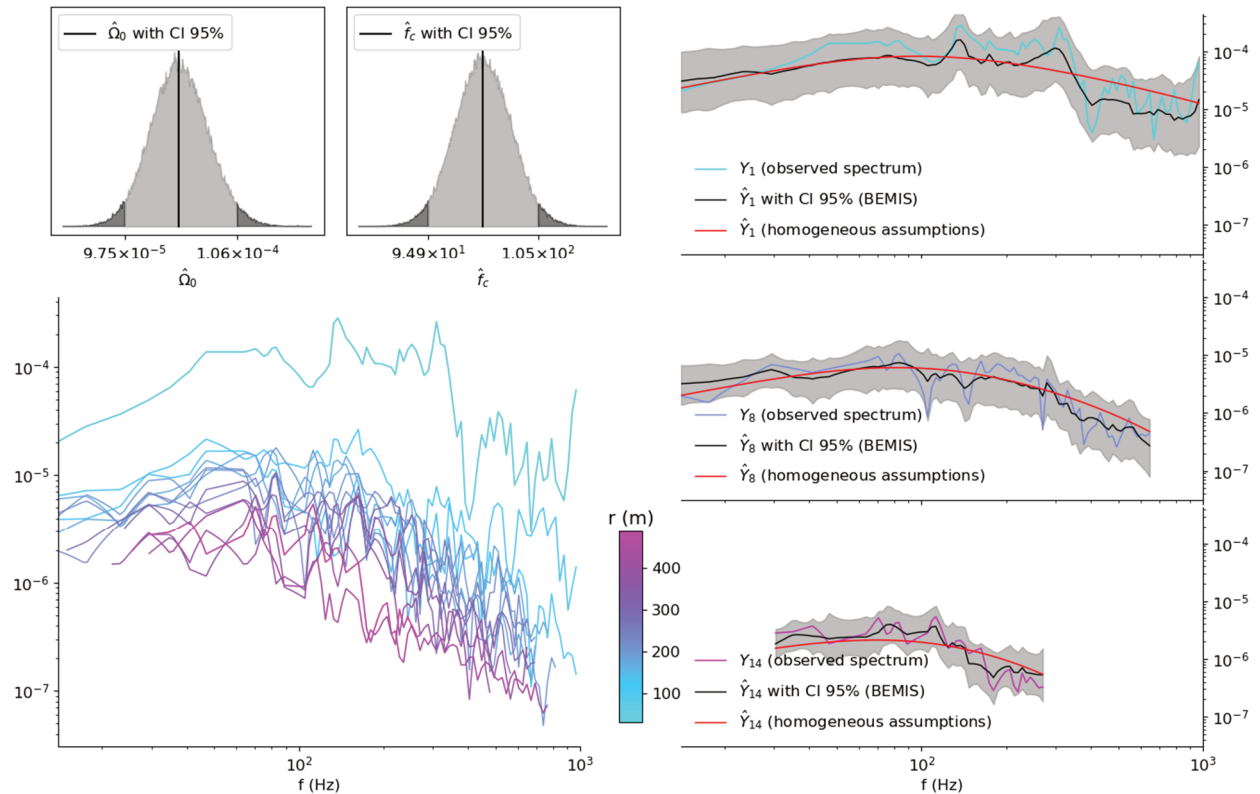 Ω̂₀ with CI 95%
9.75×10⁻⁵ 1.06×10⁻⁴
Ω̂₀
f̂_c with CI 95%
9.49×10¹ 1.05×10²
f̂_c
10⁻⁴
10⁻⁵
10⁻⁶
10⁻⁷
10² 10³
f (Hz)
r (m)
400
300
200
100
Y₁ (observed spectrum)
Ŷ₁ with CI 95% (BEMIS)
Ŷ₁ (homogeneous assumptions)
10⁻⁴
10⁻⁵
10⁻⁶
10⁻⁷
Y₈ (observed spectrum)
Ŷ₈ with CI 95% (BEMIS)
Ŷ₈ (homogeneous assumptions)
10⁻⁴
10⁻⁵
10⁻⁶
10⁻⁷
Y₁₄ (observed spectrum)
Ŷ₁₄ with CI 95% (BEMIS)
Ŷ₁₄ (homogeneous assumptions)
10⁻⁴
10⁻⁵
10⁻⁶
10⁻⁷
10² 10³
f (Hz)